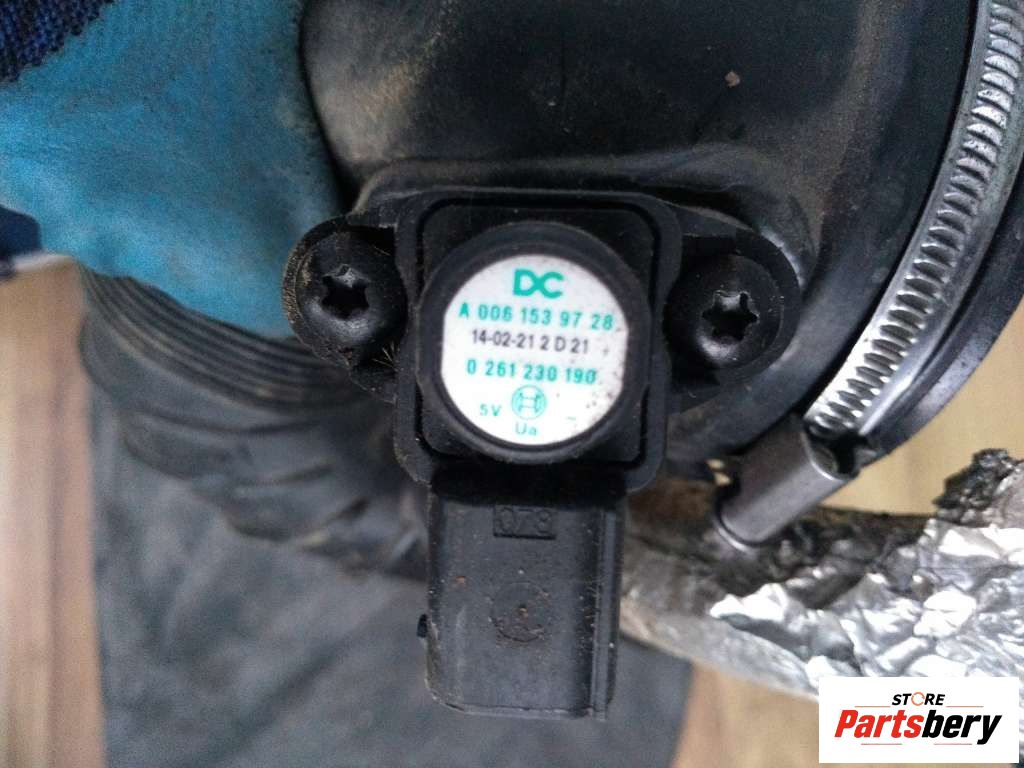 DC
A 006 153 97 28
14-02-21 2 D 21
0 261 230 190
5V
Ua
078
STORE
Partsbery